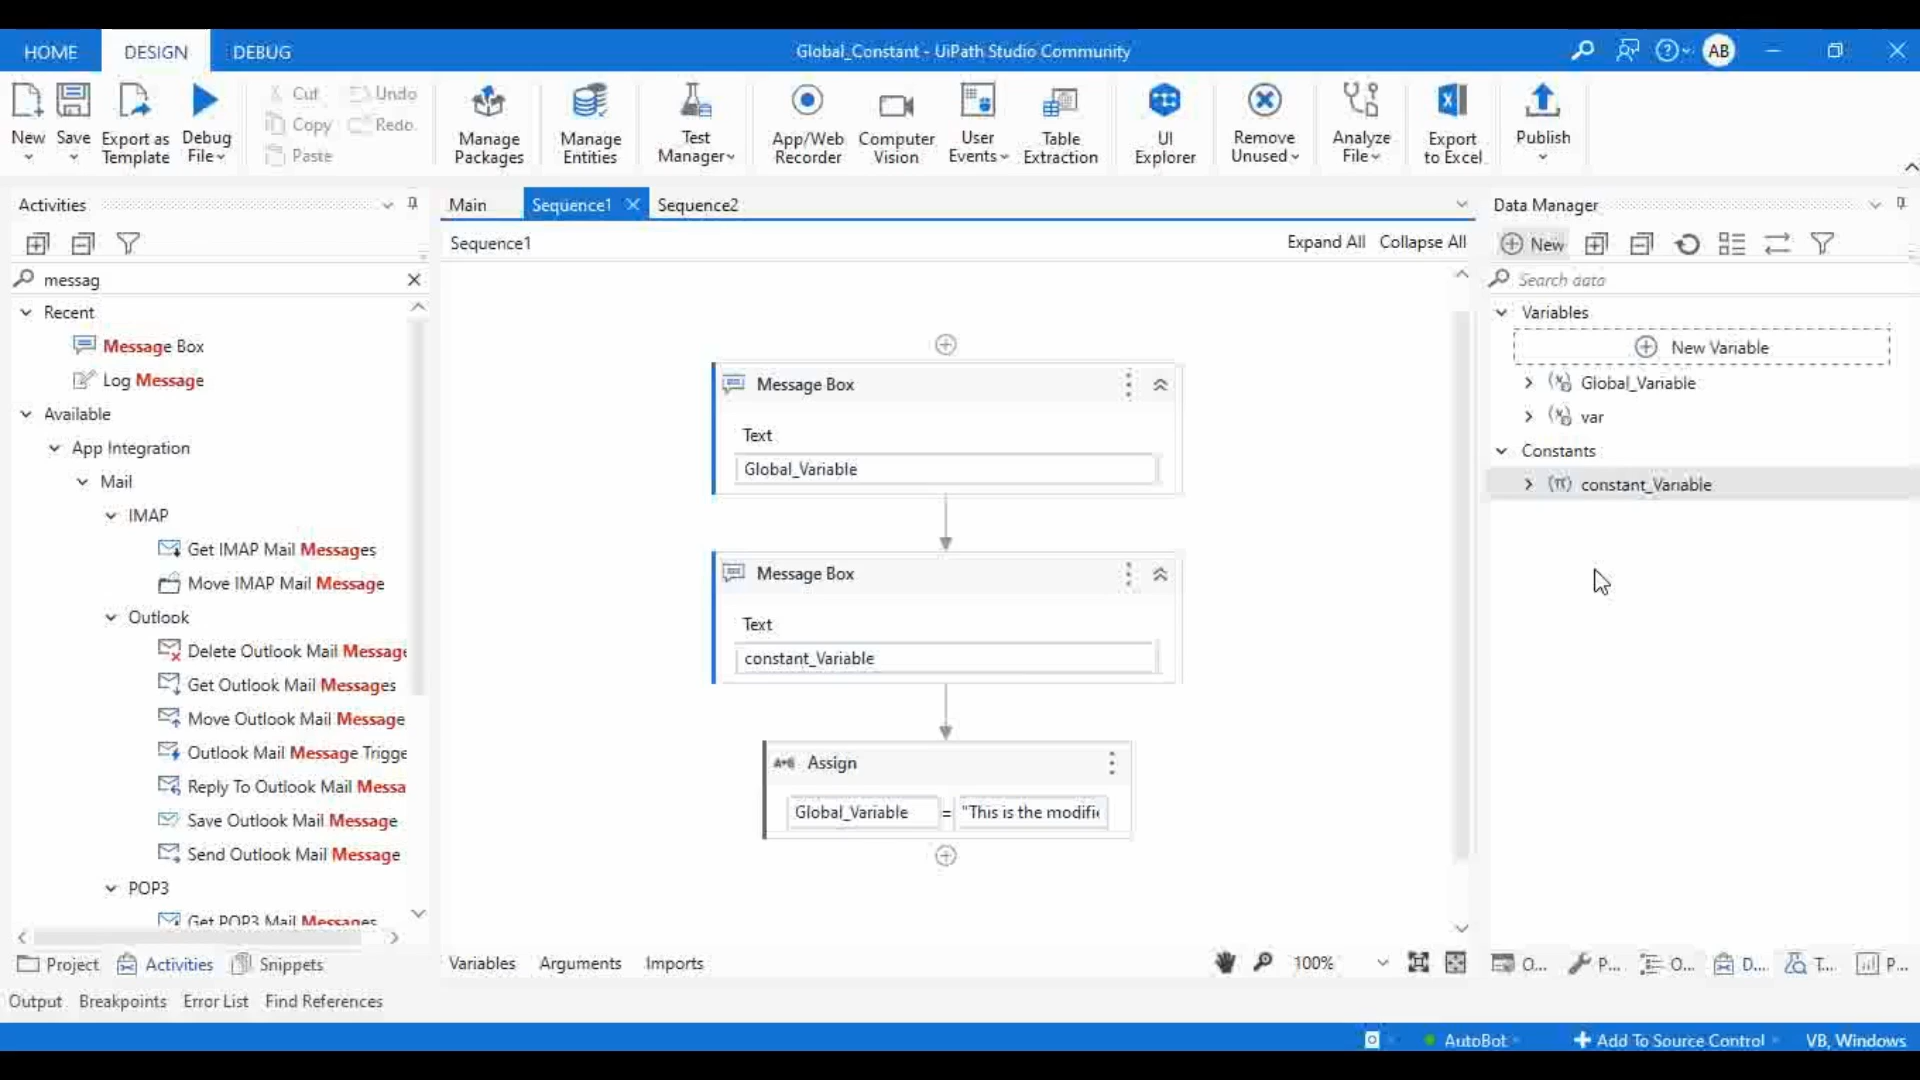 HOME DESIGN DEBUG Global_Constant - UiPath Studio Community AB
New Save Export as Template Debug File
Cut Undo
Copy Redo
Paste
Manage Packages
Manage Entities
Test Manager
App/Web Recorder
Computer Vision
User Events
Table Extraction
UI Explorer
Remove Unused
Analyze File
Export to Excel
Publish
Activities
messag
Recent
Message Box
Log Message
Available
App Integration
Mail
IMAP
Get IMAP Mail Messages
Move IMAP Mail Message
Outlook
Delete Outlook Mail Message
Get Outlook Mail Messages
Move Outlook Mail Message
Outlook Mail Message Trigge
Reply To Outlook Mail Messa
Save Outlook Mail Message
Send Outlook Mail Message
POP3
Get POP3 Mail Messages
Project Activities Snippets
Main Sequence1 Sequence2
Sequence1 Expand All Collapse All
Message Box
Text
Global_Variable
Message Box
Text
constant_Variable
A+B Assign
Global_Variable = "This is the modifi
Variables Arguments Imports 100%
Data Manager
New
Search data
Variables
New Variable
(x) Global_Variable
(x) var
Constants
(π) constant_Variable
O... P... O... D... T... P...
Output Breakpoints Error List Find References
AutoBot Add To Source Control VB, Windows